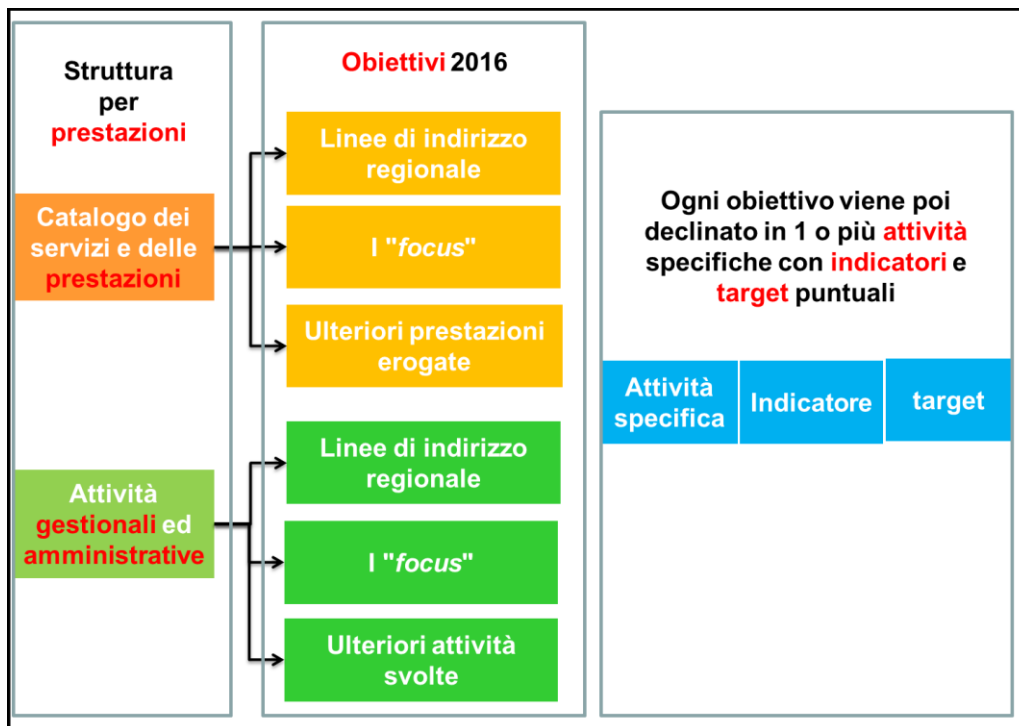 Struttura
per
prestazioni
Catalogo dei
servizi e delle
prestazioni
Attività
gestionali ed
amministrative
Obiettivi 2016
Linee di indirizzo
regionale
I "focus"
Ulteriori prestazioni
erogate
Linee di indirizzo
regionale
I "focus"
Ulteriori attività
svolte
Ogni obiettivo viene poi
declinato in 1 o più attività
specifiche con indicatori e
target puntuali
Attività
specifica
Indicatore
target